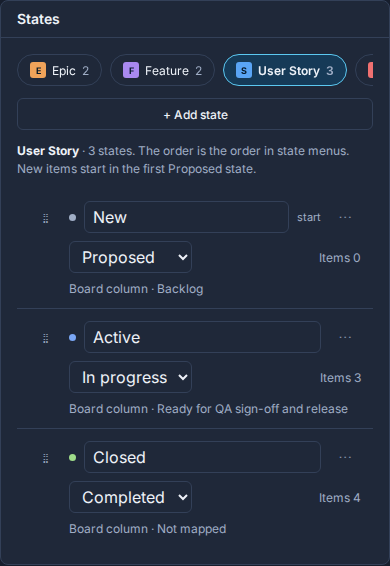 States
E Epic 2 F Feature 2 S User Story 3
+ Add state
User Story · 3 states. The order is the order in state menus.
New items start in the first Proposed state.
New start ...
Proposed Items 0
Board column · Backlog
Active ...
In progress Items 3
Board column · Ready for QA sign-off and release
Closed ...
Completed Items 4
Board column · Not mapped